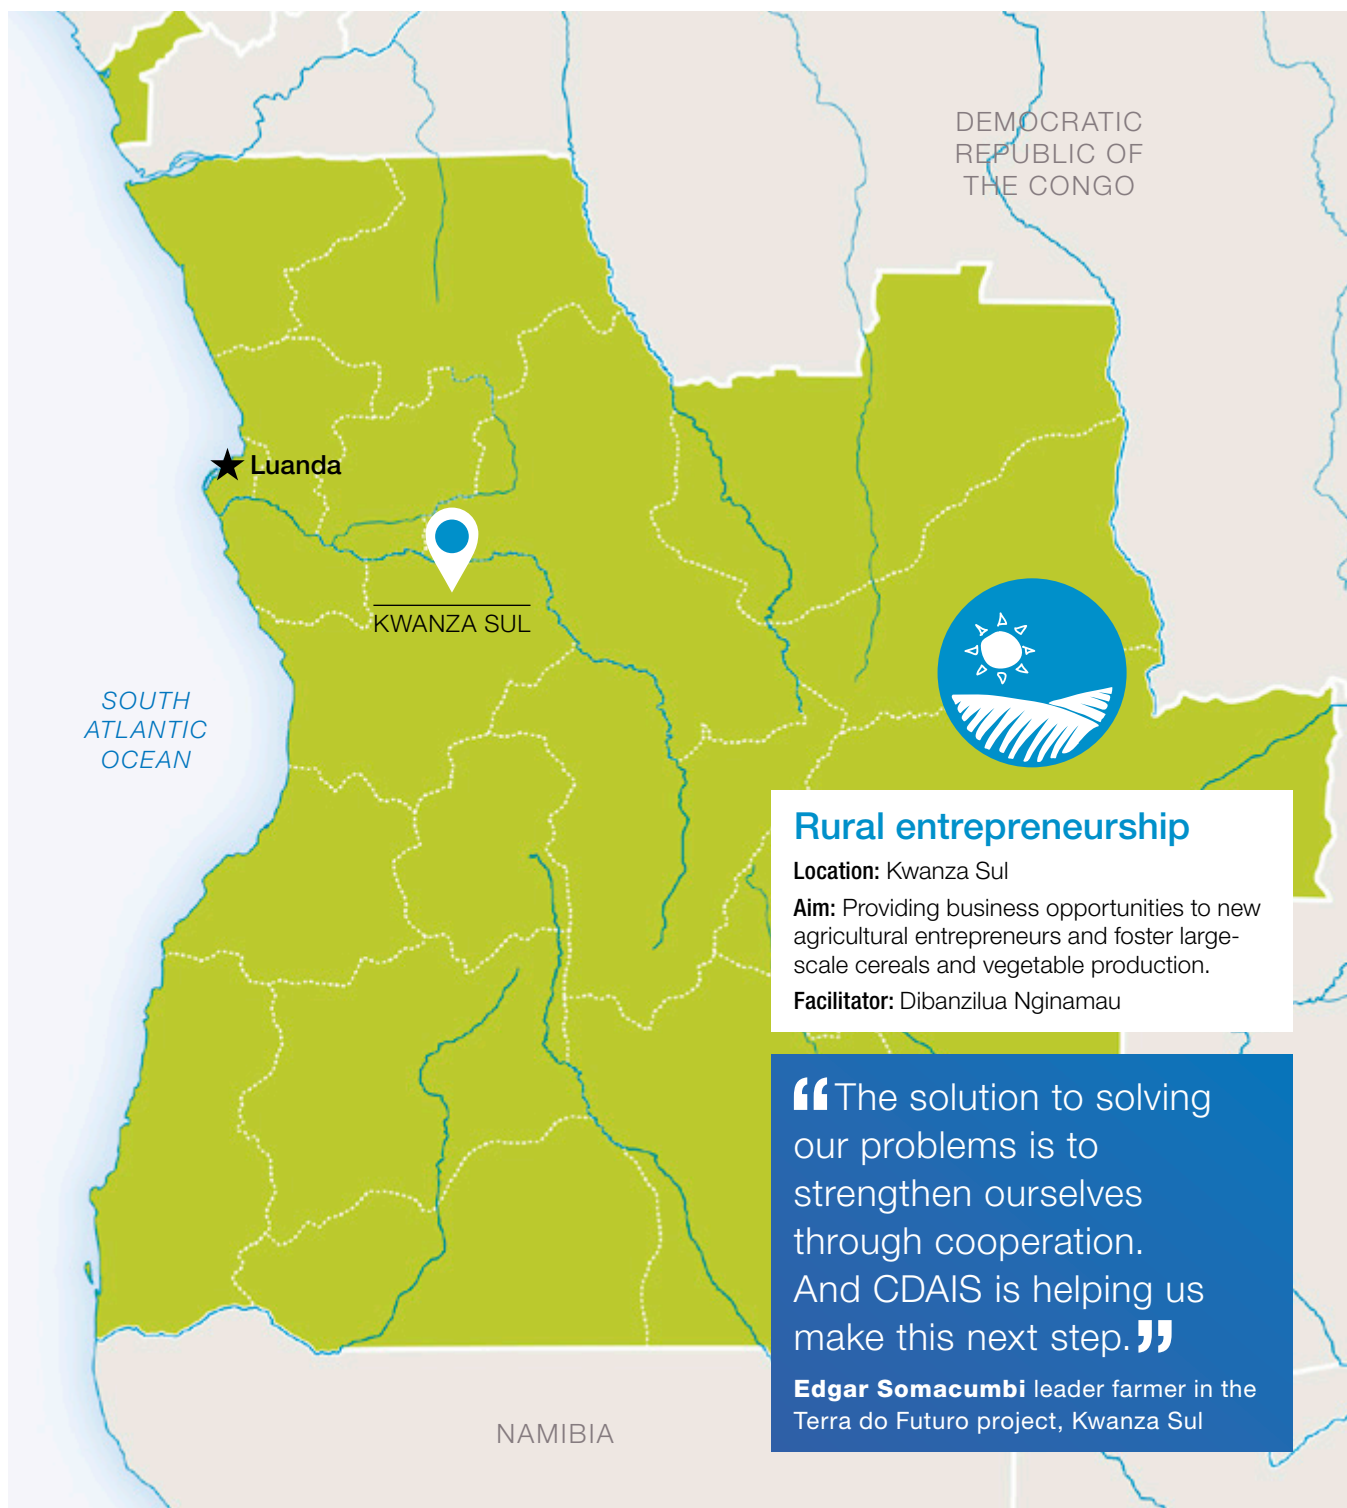 DEMOCRATIC
REPUBLIC OF
THE CONGO
Luanda
KWANZA SUL
SOUTH
ATLANTIC
OCEAN
Rural entrepreneurship
Location: Kwanza Sul
Aim: Providing business opportunities to new
agricultural entrepreneurs and foster large-
scale cereals and vegetable production.
Facilitator: Dibanzilua Nginamau
“The solution to solving
our problems is to
strengthen ourselves
through cooperation.
And CDAIS is helping us
make this next step.”
Edgar Somacumbi leader farmer in the
Terra do Futuro project, Kwanza Sul
NAMIBIA